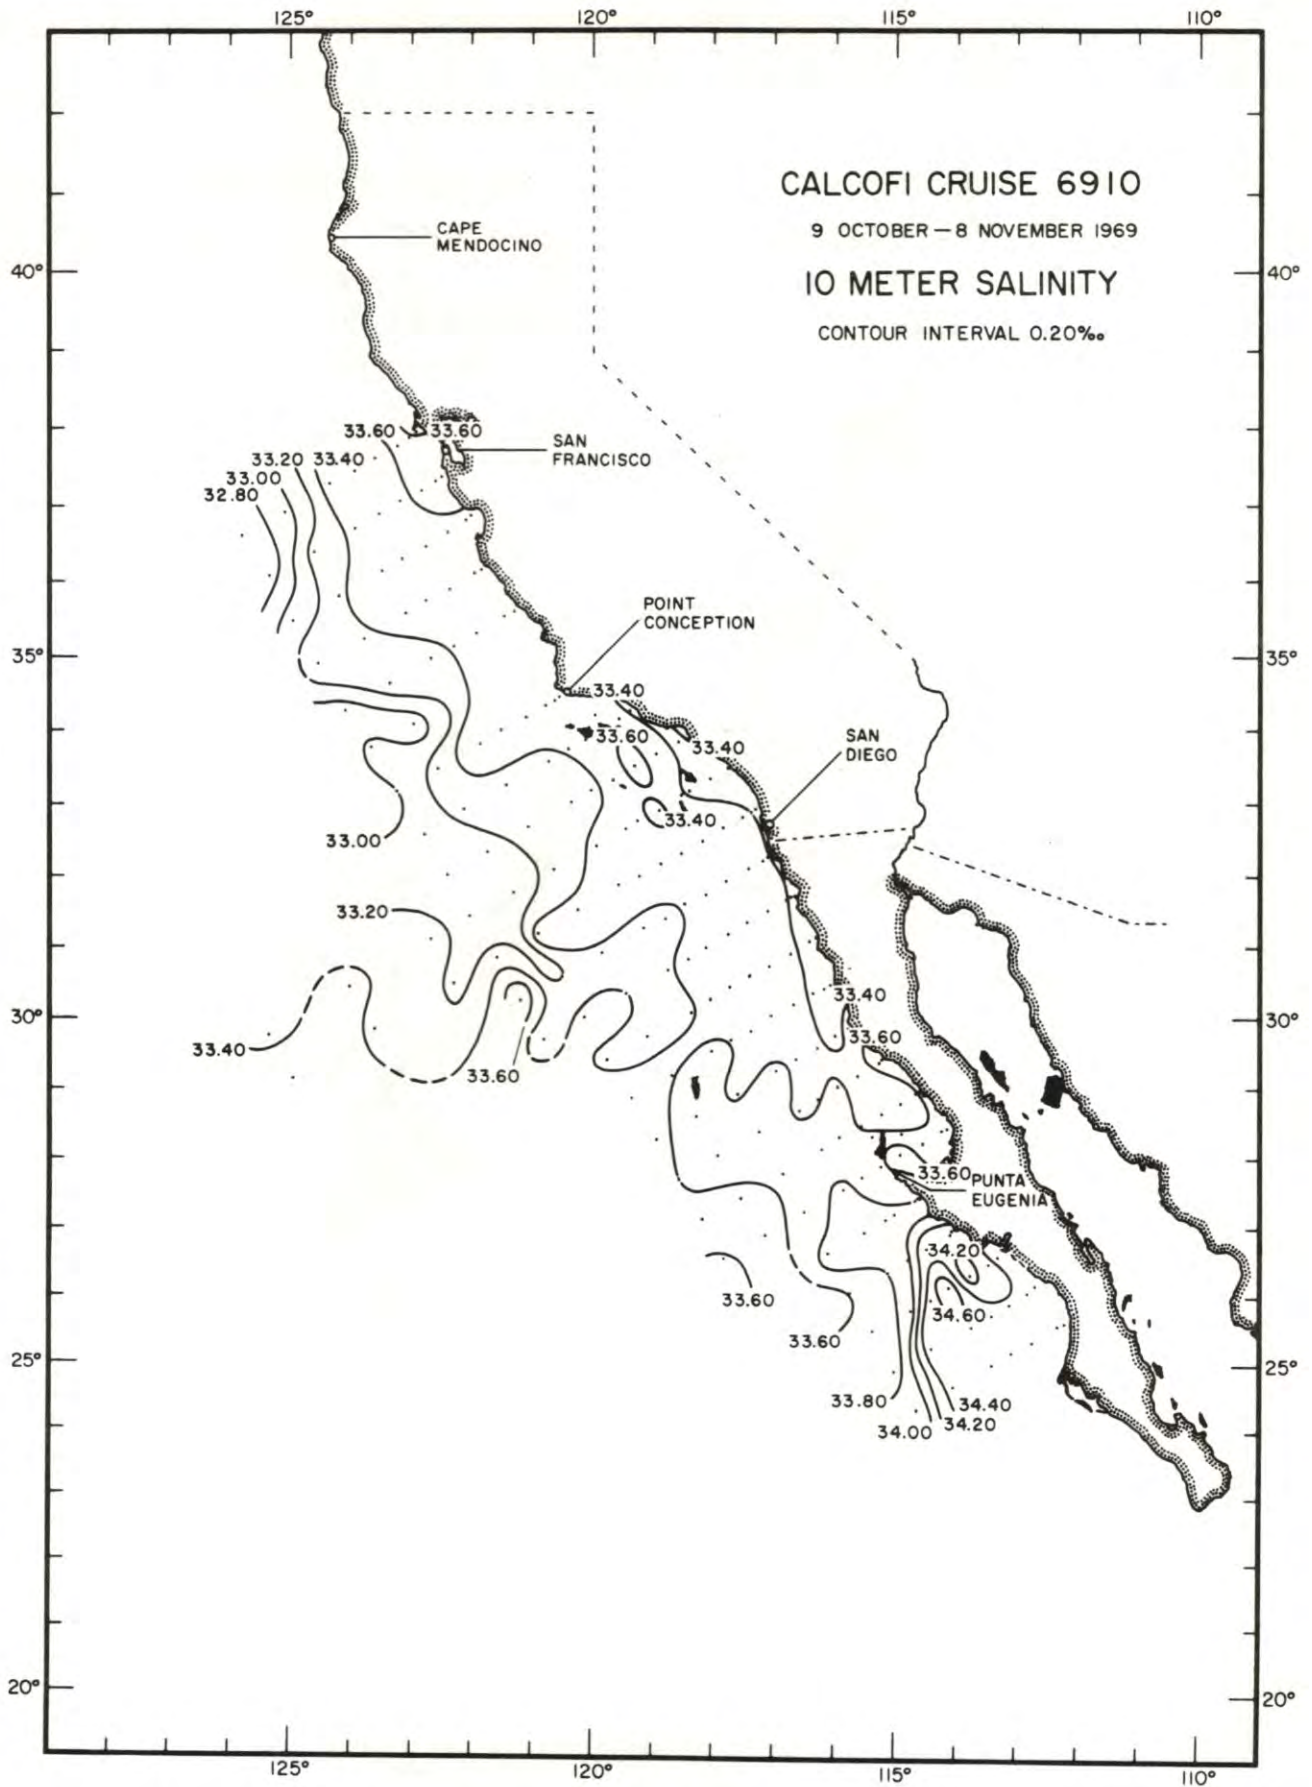 125° 120° 115° 110°
CALCOFI CRUISE 6910
9 OCTOBER — 8 NOVEMBER 1969
10 METER SALINITY
CONTOUR INTERVAL 0.20‰
CAPE
MENDOCINO
40° 40°
33.60 33.60
SAN
FRANCISCO
33.20 33.40
33.00
32.80
POINT
CONCEPTION
35° 35°
33.40
33.60
33.40
SAN
DIEGO
33.40
33.00
33.20
33.40
30° 30°
33.60
33.40
33.60
33.60
PUNTA
EUGENIA
34.20
33.60
34.60
33.60
25° 25°
33.80
34.40
34.20
34.00
20° 20°
125° 120° 115° 110°